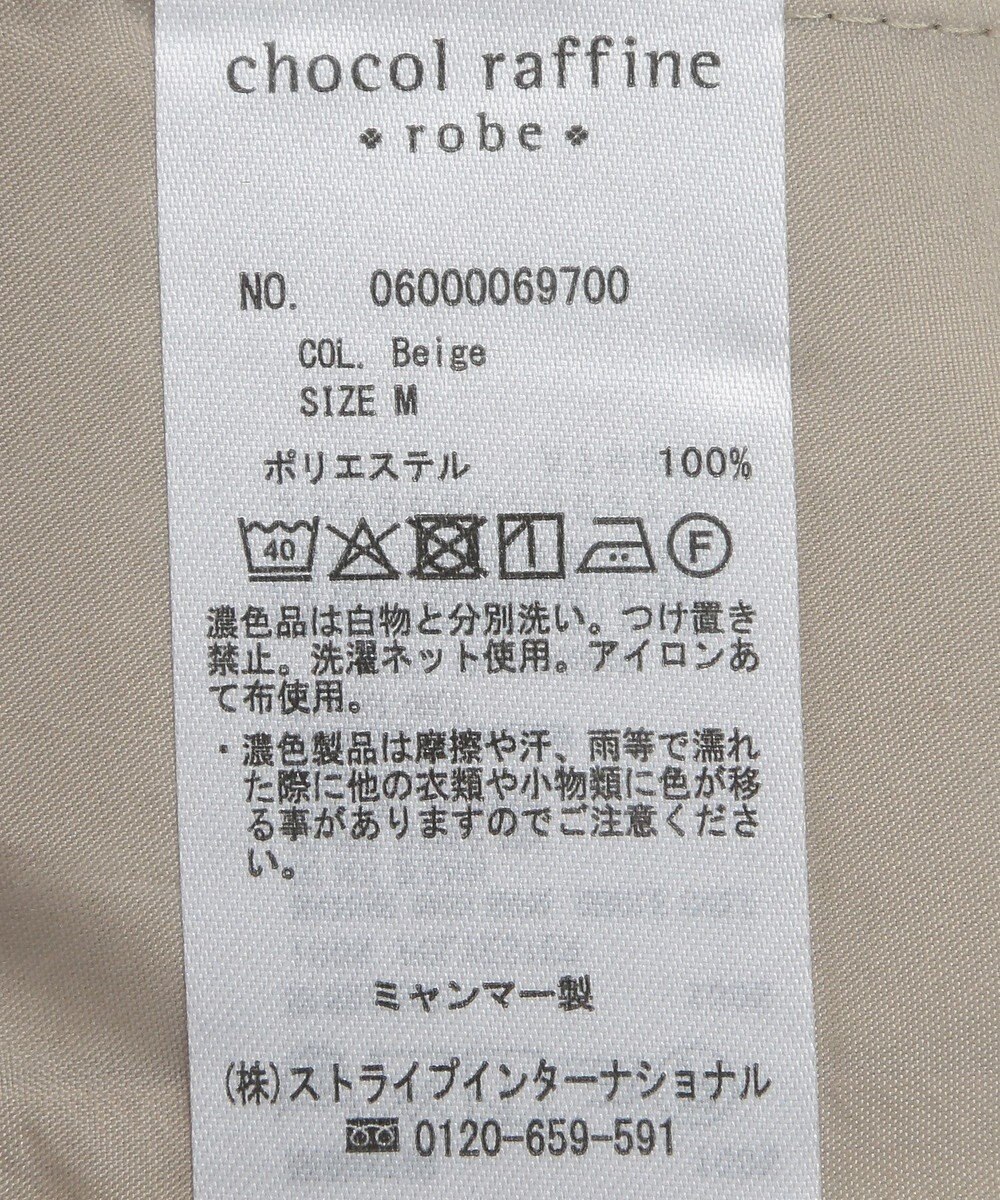 chocol raffine
robe
NO. 06000069700
COL. Beige
SIZE M
ポリエステル 100%
40 F
濃色品は白物と分別洗い。つけ置き
禁止。洗濯ネット使用。アイロンあ
て布使用。
・濃色製品は摩擦や汗、雨等で濡れ
た際に他の衣類や小物類に色が移
る事がありますのでご注意くださ
い。
ミャンマー製
(株)ストライプインターナショナル
0120-659-591